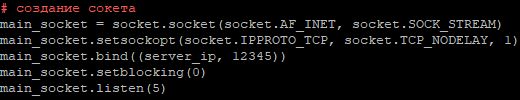 # создание сокета
main_socket = socket.socket(socket.AF_INET, socket.SOCK_STREAM)
main_socket.setsockopt(socket.IPPROTO_TCP, socket.TCP_NODELAY, 1)
main_socket.bind((server_ip, 12345))
main_socket.setblocking(0)
main_socket.listen(5)